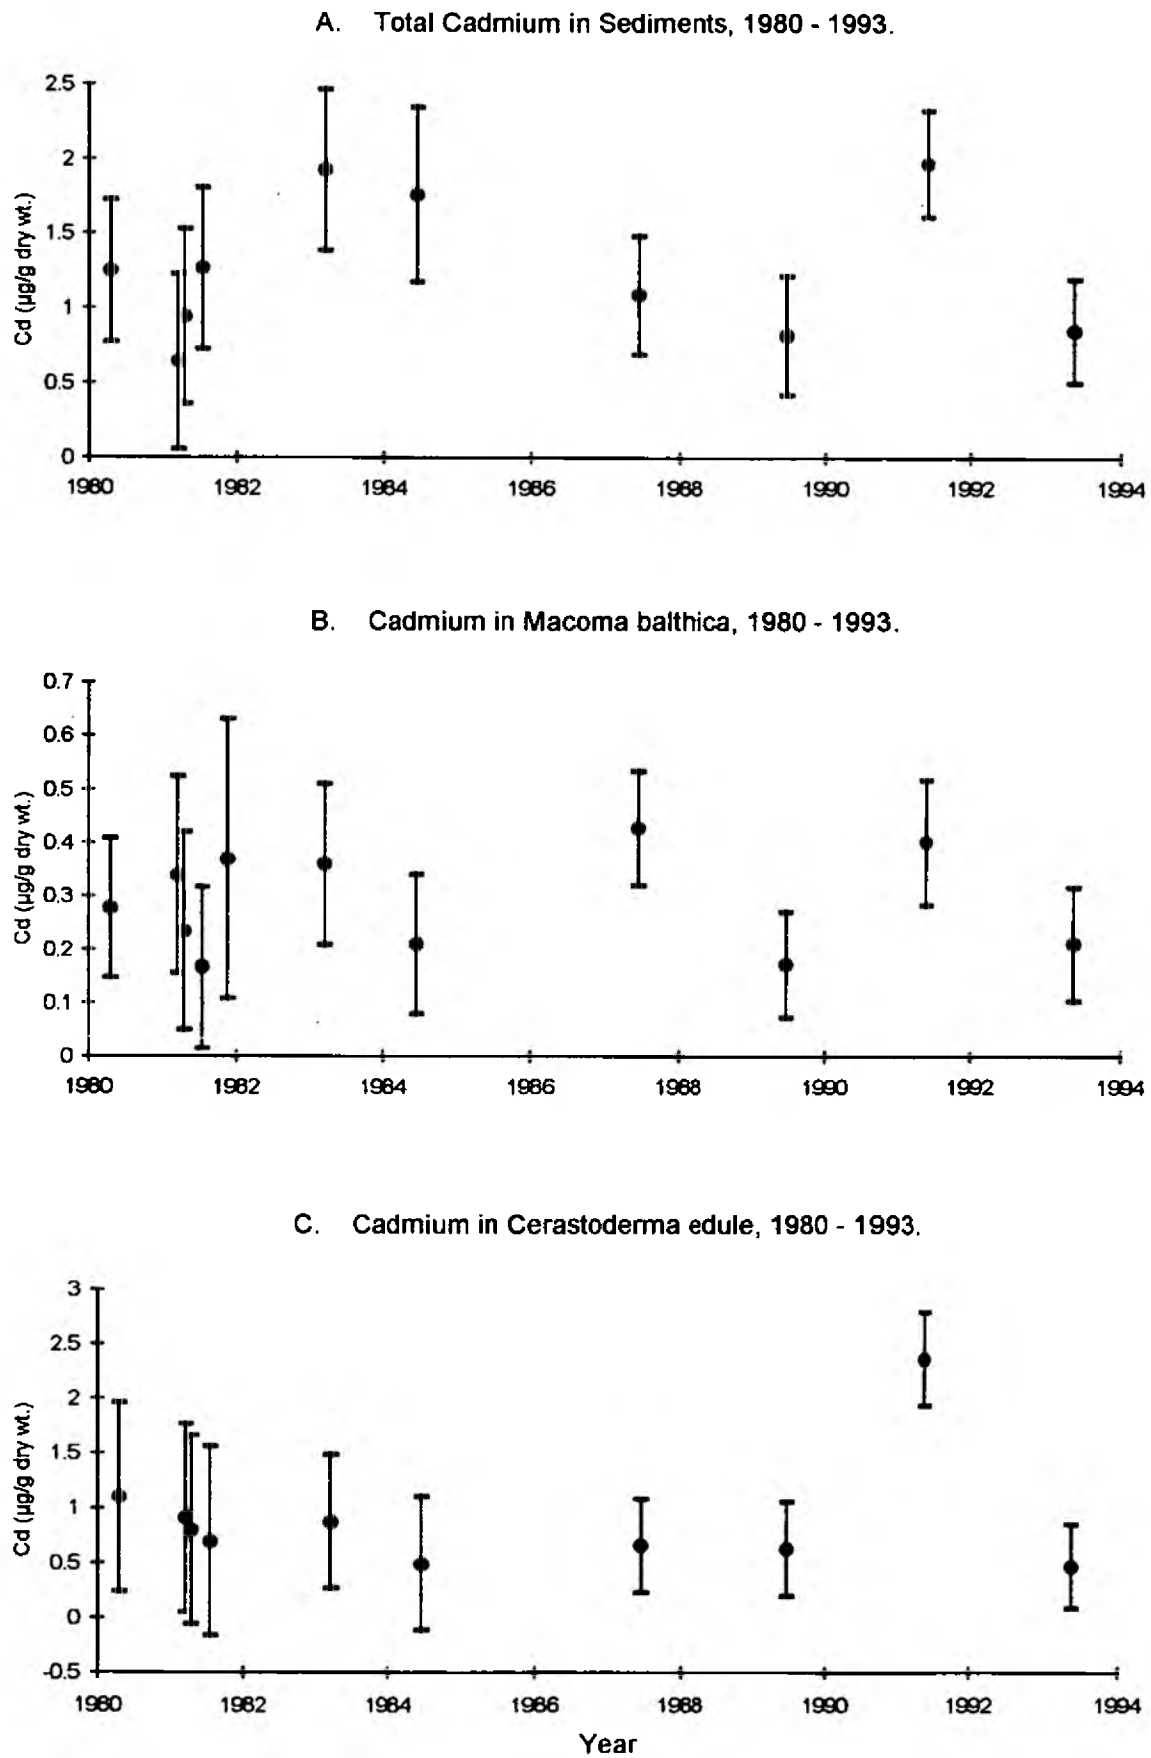 A. Total Cadmium in Sediments, 1980 - 1993.
2.5
2
1.5
1
0.5
0
Cd (µg/g dry wt.)
1980 1982 1984 1986 1988 1990 1992 1994
B. Cadmium in Macoma balthica, 1980 - 1993.
0.7
0.6
0.5
0.4
0.3
0.2
0.1
0
Cd (µg/g dry wt.)
1980 1982 1984 1986 1988 1990 1992 1994
C. Cadmium in Cerastoderma edule, 1980 - 1993.
3
2.5
2
1.5
1
0.5
0
-0.5
Cd (µg/g dry wt.)
1980 1982 1984 1986 1988 1990 1992 1994
Year